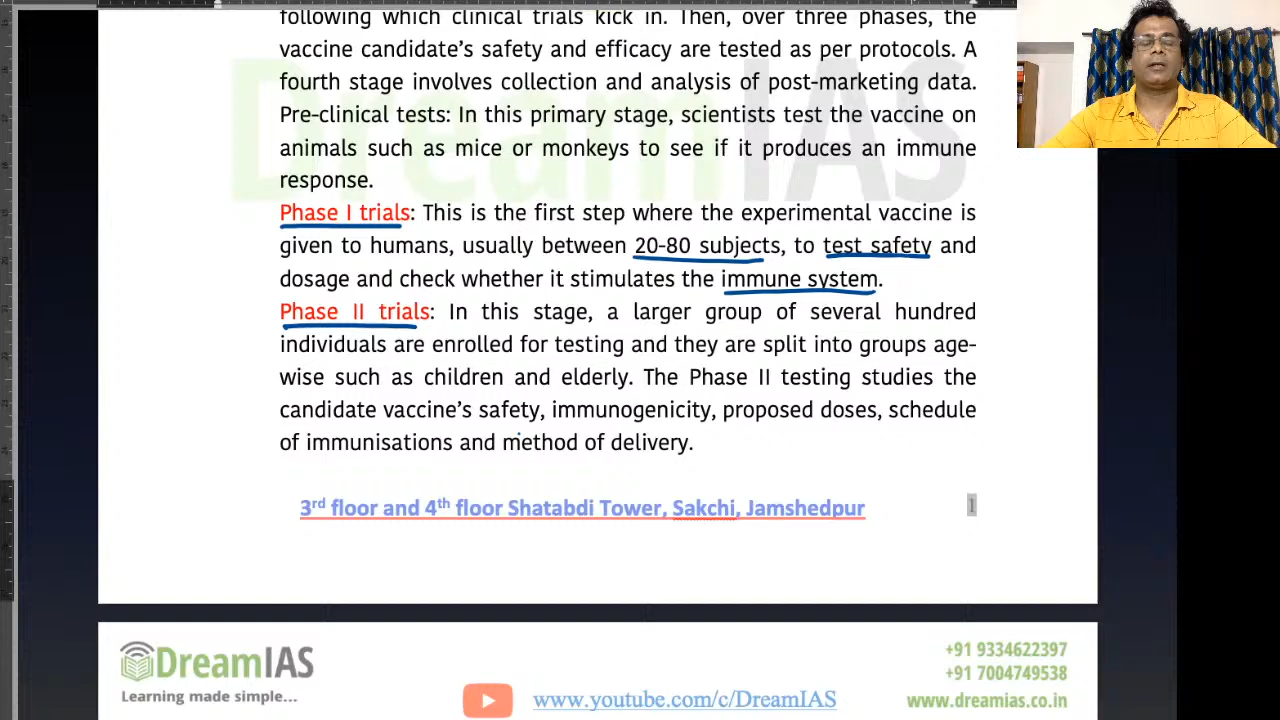 following which clinical trials kick in. Then, over three phases, the
vaccine candidate's safety and efficacy are tested as per protocols. A
fourth stage involves collection and analysis of post-marketing data.
Pre-clinical tests: In this primary stage, scientists test the vaccine on
animals such as mice or monkeys to see if it produces an immune
response.
Phase I trials: This is the first step where the experimental vaccine is
given to humans, usually between 20-80 subjects, to test safety and
dosage and check whether it stimulates the immune system.
Phase II trials: In this stage, a larger group of several hundred
individuals are enrolled for testing and they are split into groups age-
wise such as children and elderly. The Phase II testing studies the
candidate vaccine's safety, immunogenicity, proposed doses, schedule
of immunisations and method of delivery.
DreamIAS
3rd floor and 4th floor Shatabdi Tower, Sakchi, Jamshedpur
1
DreamIAS
Learning made simple...
www.youtube.com/c/DreamIAS
+91 9334622397
+91 7004749538
www.dreamias.co.in